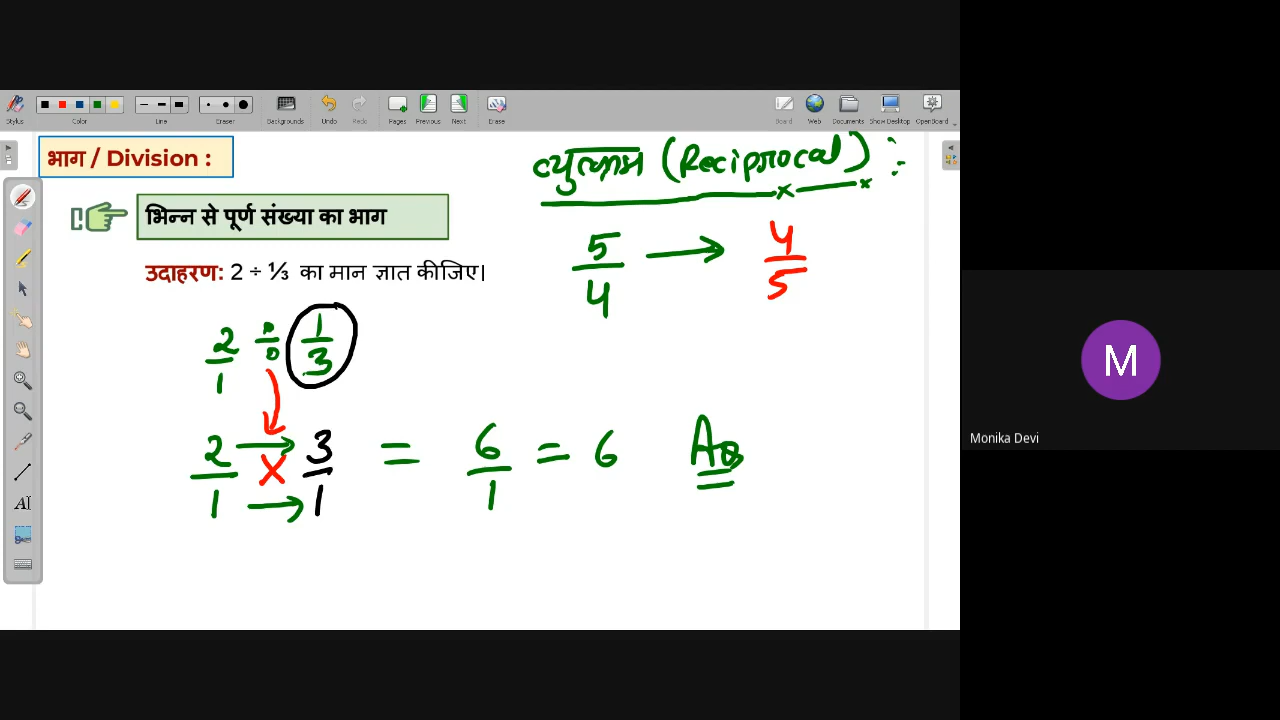 Stylus Color Line Eraser Backgrounds Undo Redo Pages Previous Next Erase Board Web Documents Show Desktop OpenBoard
भाग / Division :
व्युत्क्रम (Reciprocal) :-
भिन्न से पूर्ण संख्या का भाग
5/4 → 4/5
उदाहरण: 2 ÷ ⅓ का मान ज्ञात कीजिए।
2/1 ÷ 1/3
2/1 × 3/1 = 6/1 = 6
M
Monika Devi